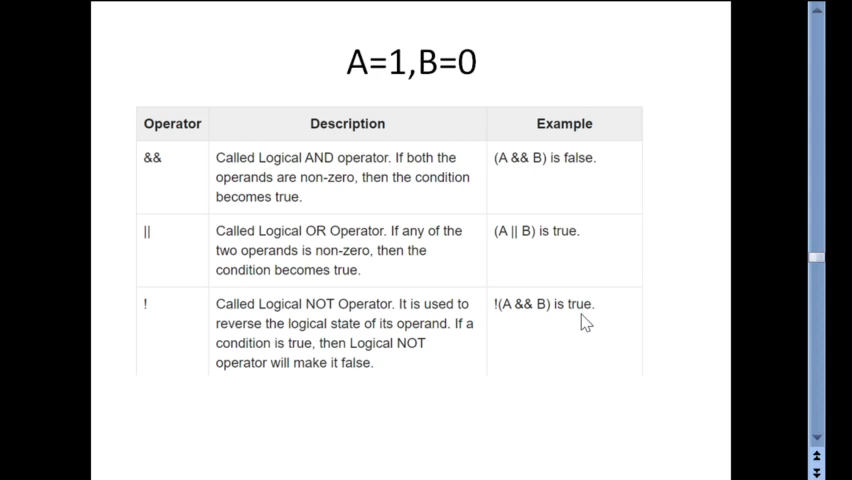 A=1,B=0
Operator Description Example
&& Called Logical AND operator. If both the (A && B) is false.
operands are non-zero, then the condition
becomes true.
|| Called Logical OR Operator. If any of the (A || B) is true.
two operands is non-zero, then the
condition becomes true.
! Called Logical NOT Operator. It is used to !(A && B) is true.
reverse the logical state of its operand. If a
condition is true, then Logical NOT
operator will make it false.